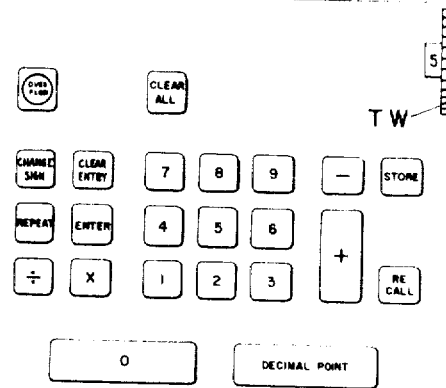 OVER
FLOW
CLEAR
ALL
5
TW
CHANGE
SIGN
CLEAR
ENTRY
7
8
9
—
STORE
REPEAT
ENTER
4
5
6
+
÷
X
1
2
3
RE
CALL
0
DECIMAL POINT